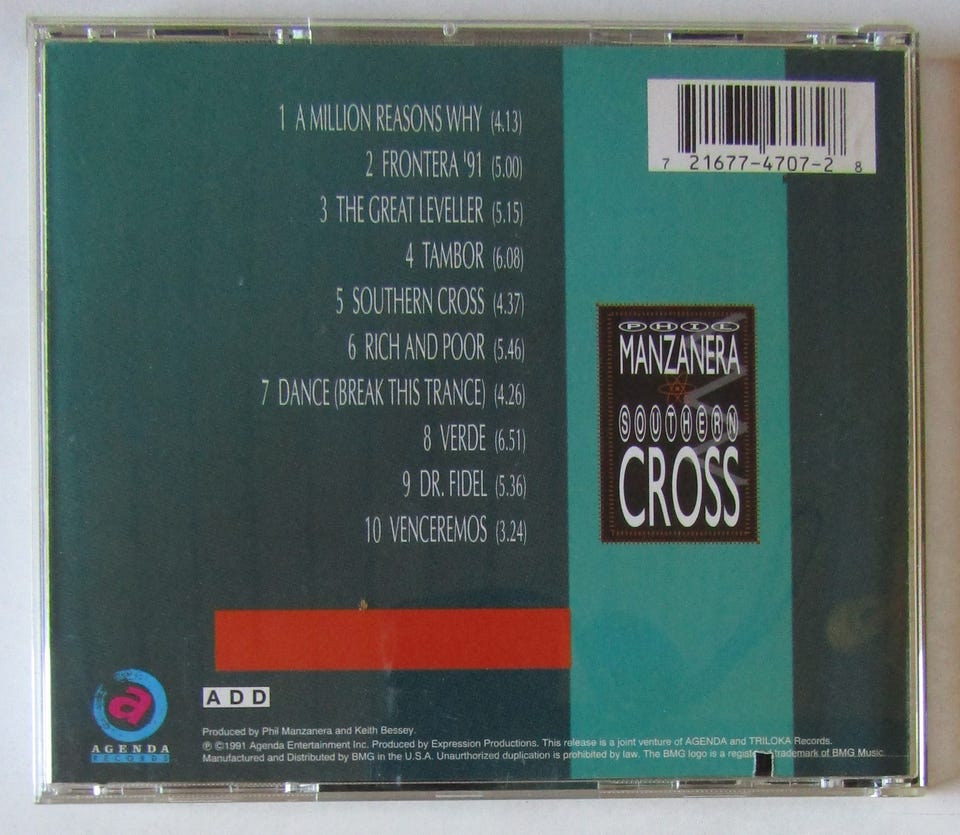 1 A MILLION REASONS WHY (4.13)
2 FRONTERA '91 (5.00)
3 THE GREAT LEVELLER (5.15)
4 TAMBOR (6.08)
5 SOUTHERN CROSS (4.37)
6 RICH AND POOR (5.46)
7 DANCE (BREAK THIS TRANCE) (4.26)
8 VERDE (6.51)
9 DR. FIDEL (5.36)
10 VENCEREMOS (3.24)
7 21677-4707-2 8
PHIL
MANZANERA
SOUTHERN
CROSS
a
AGENDA
RECORDS
ADD
Produced by Phil Manzanera and Keith Bessey.
℗ ©1991 Agenda Entertainment Inc. Produced by Expression Productions. This release is a joint venture of AGENDA and TRILOKA Records.
Manufactured and Distributed by BMG in the U.S.A. Unaurthorized duplication is prohibited by law. The BMG logo is a trademark of BMG Music.